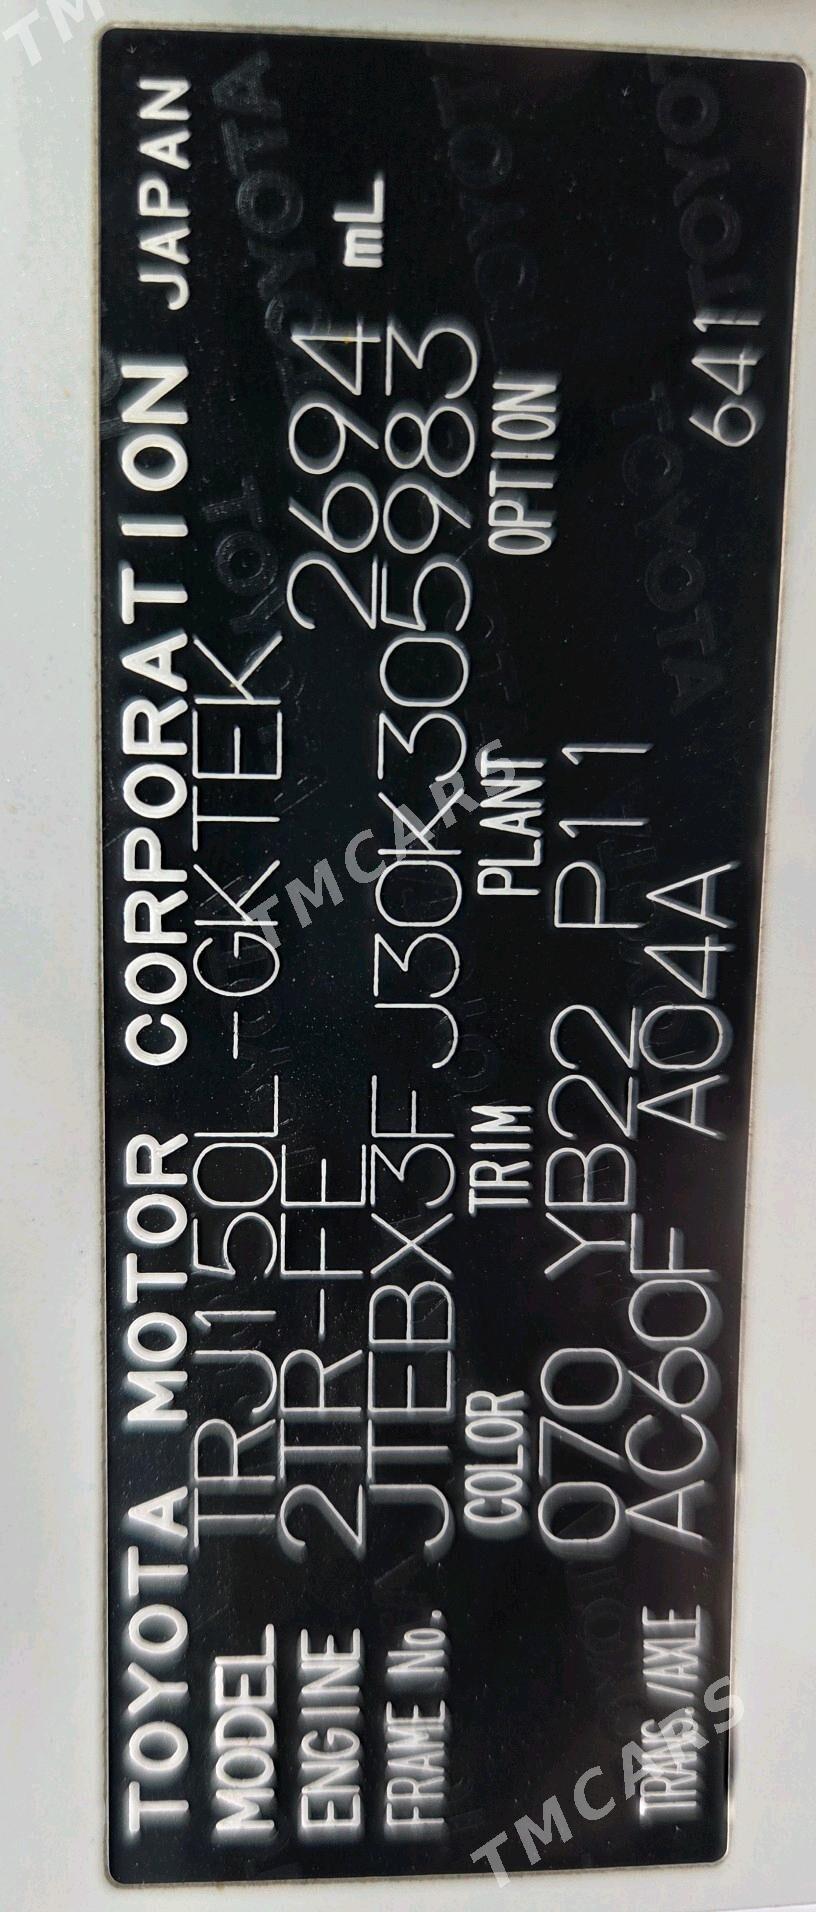 TOYOTA MOTOR CORPORATION JAPAN
MODEL TRJ150L-GKTEK
ENGINE 2TR-FE 2694 mL
FRAME No. JTEBX3FJ30K305983
COLOR TRIM PLANT OPTION
070 YB22 P11
TRANS./AXLE AC60F A04A 641
TMCARS
TMCARS